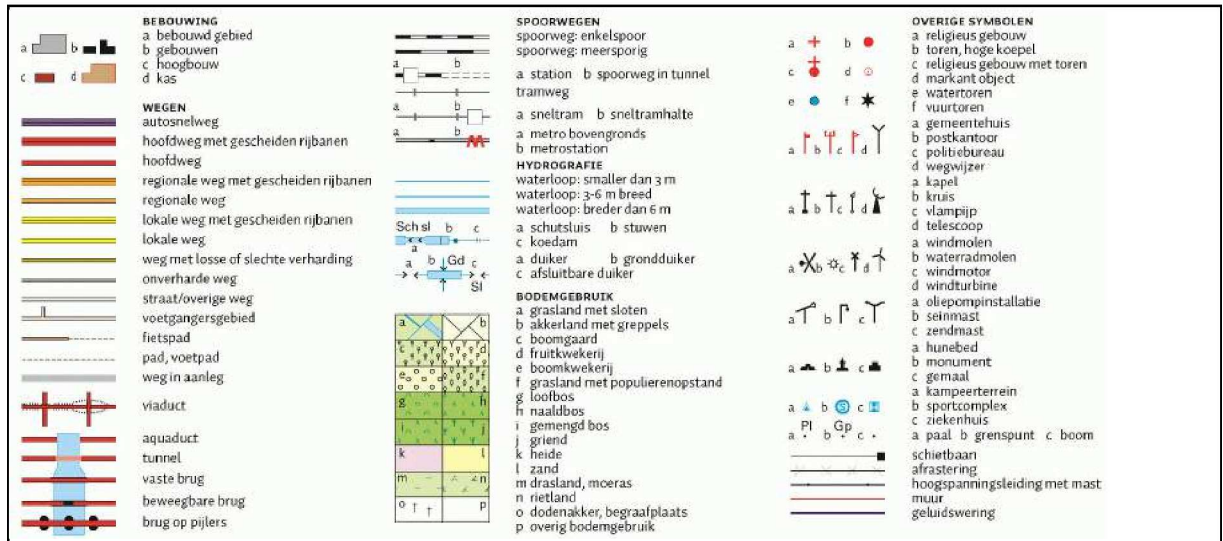 BEBOUWING
a bebouwd gebied
b gebouwen
c hoogbouw
d kas
a b
c d
WEGEN
autosnelweg
hoofdweg met gescheiden rijbanen
hoofdweg
regionale weg met gescheiden rijbanen
regionale weg
lokale weg met gescheiden rijbanen
lokale weg
weg met losse of slechte verharding
onverharde weg
straat/overige weg
voetgangersgebied
fietspad
pad, voetpad
weg in aanleg
viaduct
aquaduct
tunnel
vaste brug
beweegbare brug
brug op pijlers
SPOORWEGEN
spoorweg: enkelspoor
spoorweg: meersporig
a b
a station b spoorweg in tunnel
tramweg
a b
a sneltram b sneltramhalte
a b
a metro bovengronds
b metrostation
HYDROGRAFIE
waterloop: smaller dan 3 m
waterloop: 3-6 m breed
waterloop: breder dan 6 m
Sch sl b c
a
a schutsluis b stuwen
c koedam
a b Gd c
Sl
a duiker b grondduiker
c afsluitbare duiker
BODEMGEBRUIK
a b
c d
e f
g h
i j
k l
m n
o p
a grasland met sloten
b akkerland met greppels
c boomgaard
d fruitkwekerij
e boomkwekerij
f grasland met populierenopstand
g loofbos
h naaldbos
i gemengd bos
j griend
k heide
l zand
m drasland, moeras
n rietland
o dodenakker, begraafplaats
p overig bodemgebruik
OVERIGE SYMBOLEN
a b
c d
e f
a religieus gebouw
b toren, hoge koepel
c religieus gebouw met toren
d markant object
e watertoren
f vuurtoren
a b c d
a gemeentehuis
b postkantoor
c politiebureau
d wegwijzer
a b c d
a kapel
b kruis
c vlampijp
d telescoop
a b c d
a windmolen
b waterradmolen
c windmotor
d windturbine
a b c
a oliepompinstallatie
b seinmast
c zendmast
a b c
a hunebed
b monument
c gemaal
a b S c
a kampeerterrein
b sportcomplex
c ziekenhuis
Pl Gp
a b c
a paal b grenspunt c boom
schietbaan
afrastering
hoogspanningsleiding met mast
muur
geluidswering